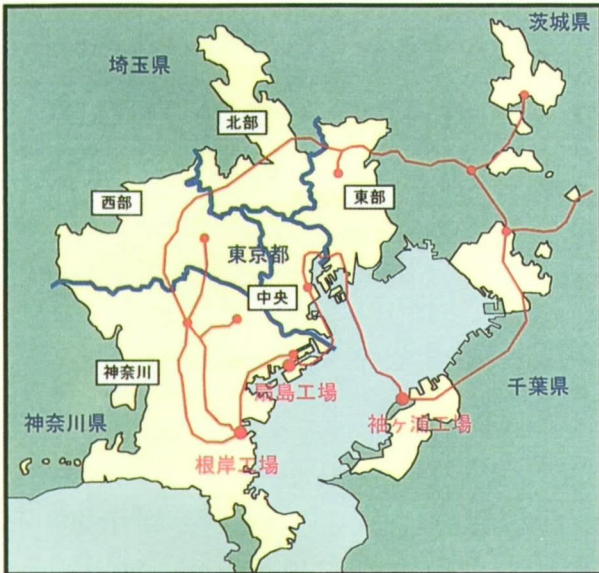 茨城県
埼玉県
北部
西部
東部
東京都
中央
神奈川
扇島工場
千葉県
神奈川県
袖ヶ浦工場
根岸工場